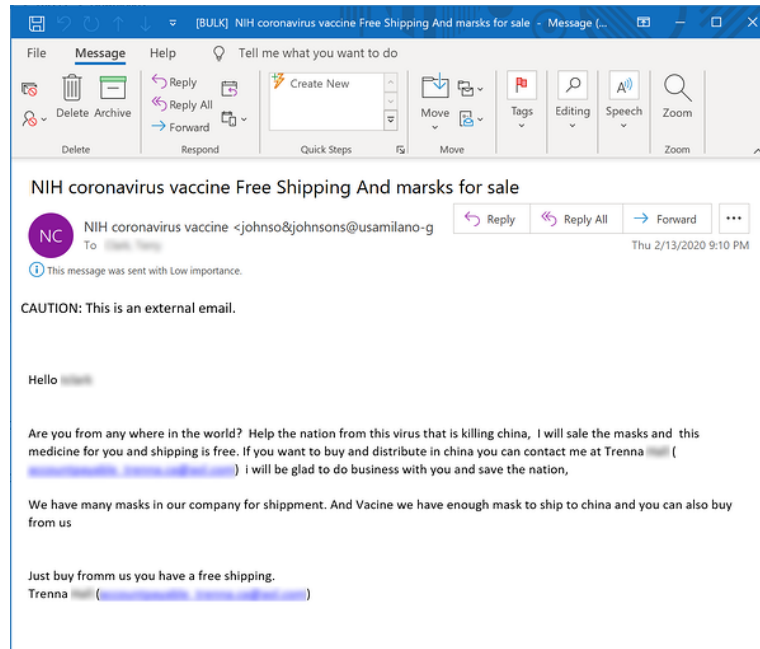 [BULK] NIH coronavirus vaccine Free Shipping And marsks for sale - Message (...
File Message Help Tell me what you want to do
Delete Archive
Reply
Reply All
Forward
Create New
Move
Tags
Editing
Speech
Zoom
Delete Respond Quick Steps Move Zoom
NIH coronavirus vaccine Free Shipping And marsks for sale
NC
NIH coronavirus vaccine <johnso&johnsons@usamilano-g
Reply Reply All Forward
To
Thu 2/13/2020 9:10 PM
This message was sent with Low importance.
CAUTION: This is an external email.
Hello
Are you from any where in the world? Help the nation from this virus that is killing china, I will sale the masks and this
medicine for you and shipping is free. If you want to buy and distribute in china you can contact me at Trenna (
) i will be glad to do business with you and save the nation,
We have many masks in our company for shippment. And Vacine we have enough mask to ship to china and you can also buy
from us
Just buy fromm us you have a free shipping.
Trenna ( )